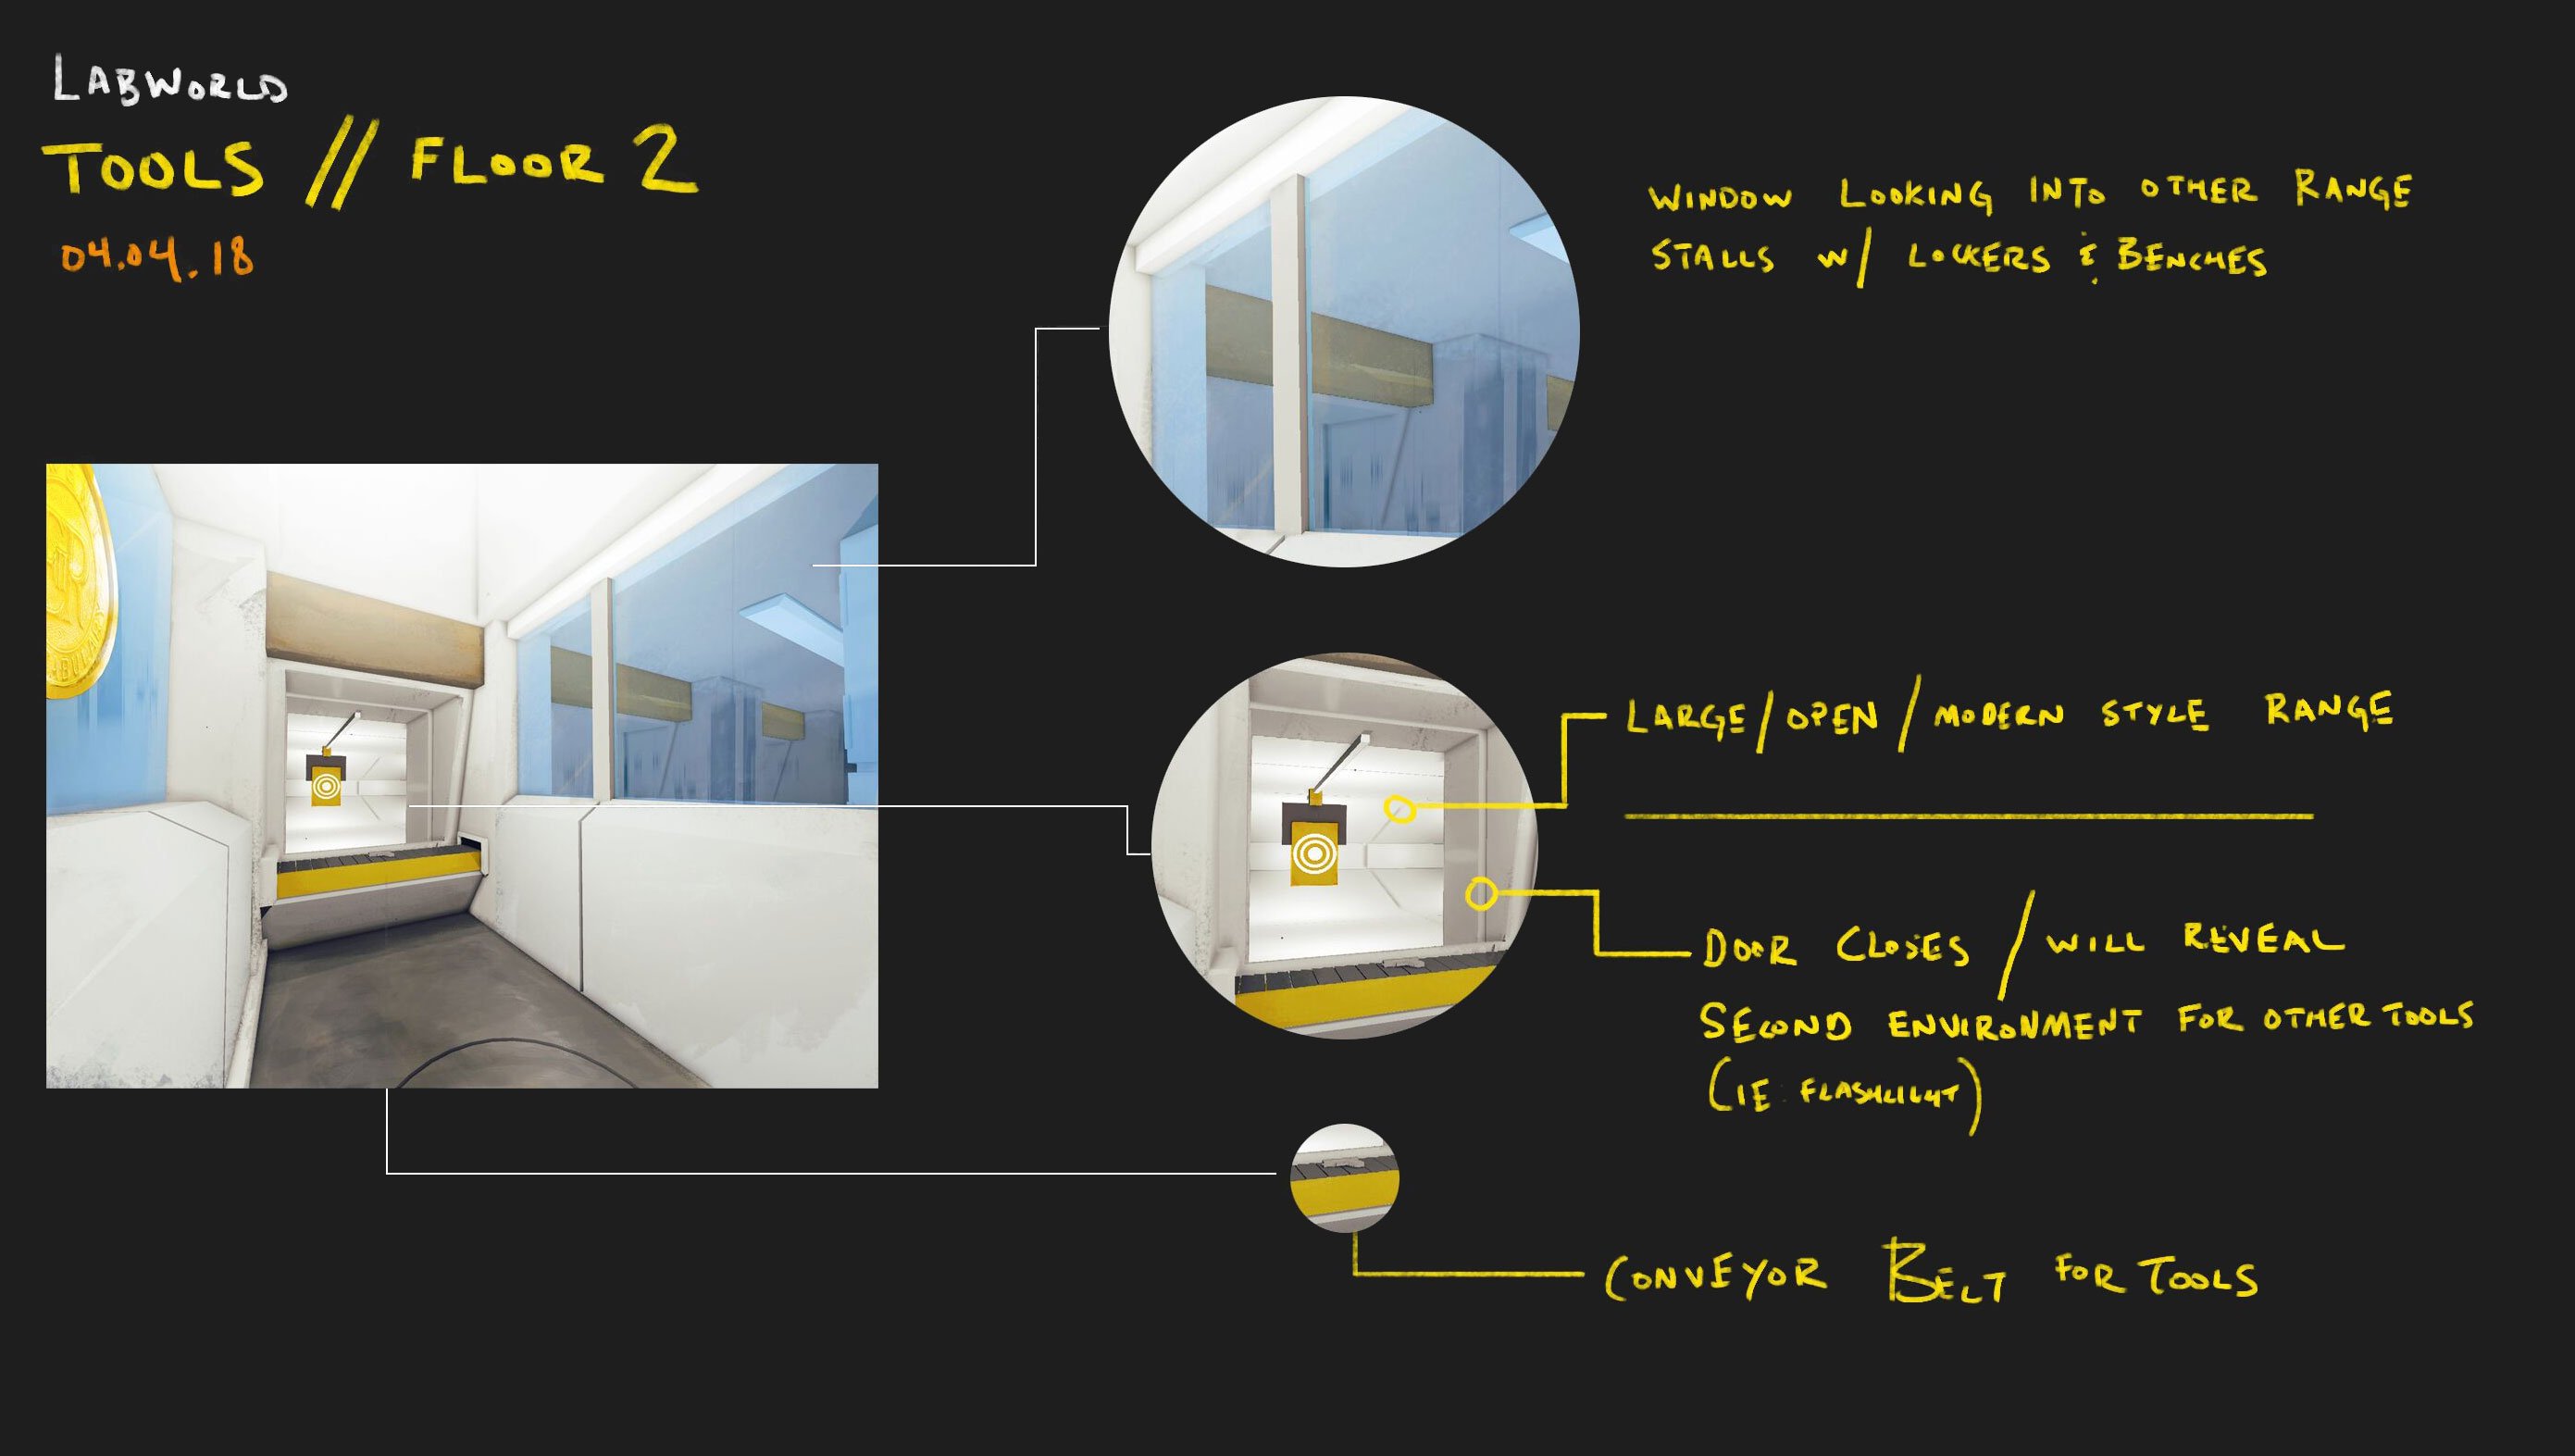 LABWORLD
TOOLS // FLOOR 2
04.04.18
WINDOW LOOKING INTO OTHER RANGE
STALLS W/ LOCKERS & BENCHES
LARGE/OPEN/MODERN STYLE RANGE
DOOR CLOSES / WILL REVEAL
SECOND ENVIRONMENT FOR OTHER TOOLS
(IE: FLASHLIGHT)
CONVEYOR BELT FOR TOOLS